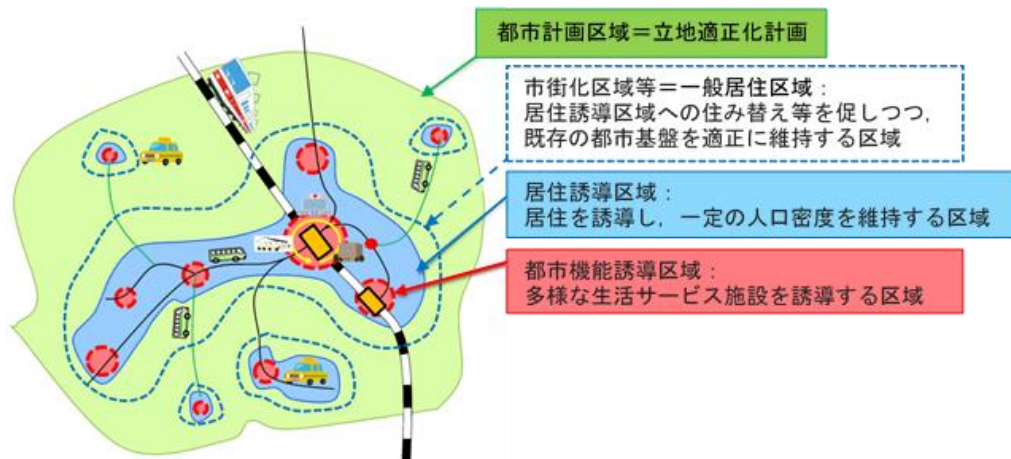 都市計画区域＝立地適正化計画
市街化区域等＝一般居住区域：
居住誘導区域への住み替え等を促しつつ，
既存の都市基盤を適正に維持する区域
居住誘導区域：
居住を誘導し，一定の人口密度を維持する区域
都市機能誘導区域：
多様な生活サービス施設を誘導する区域